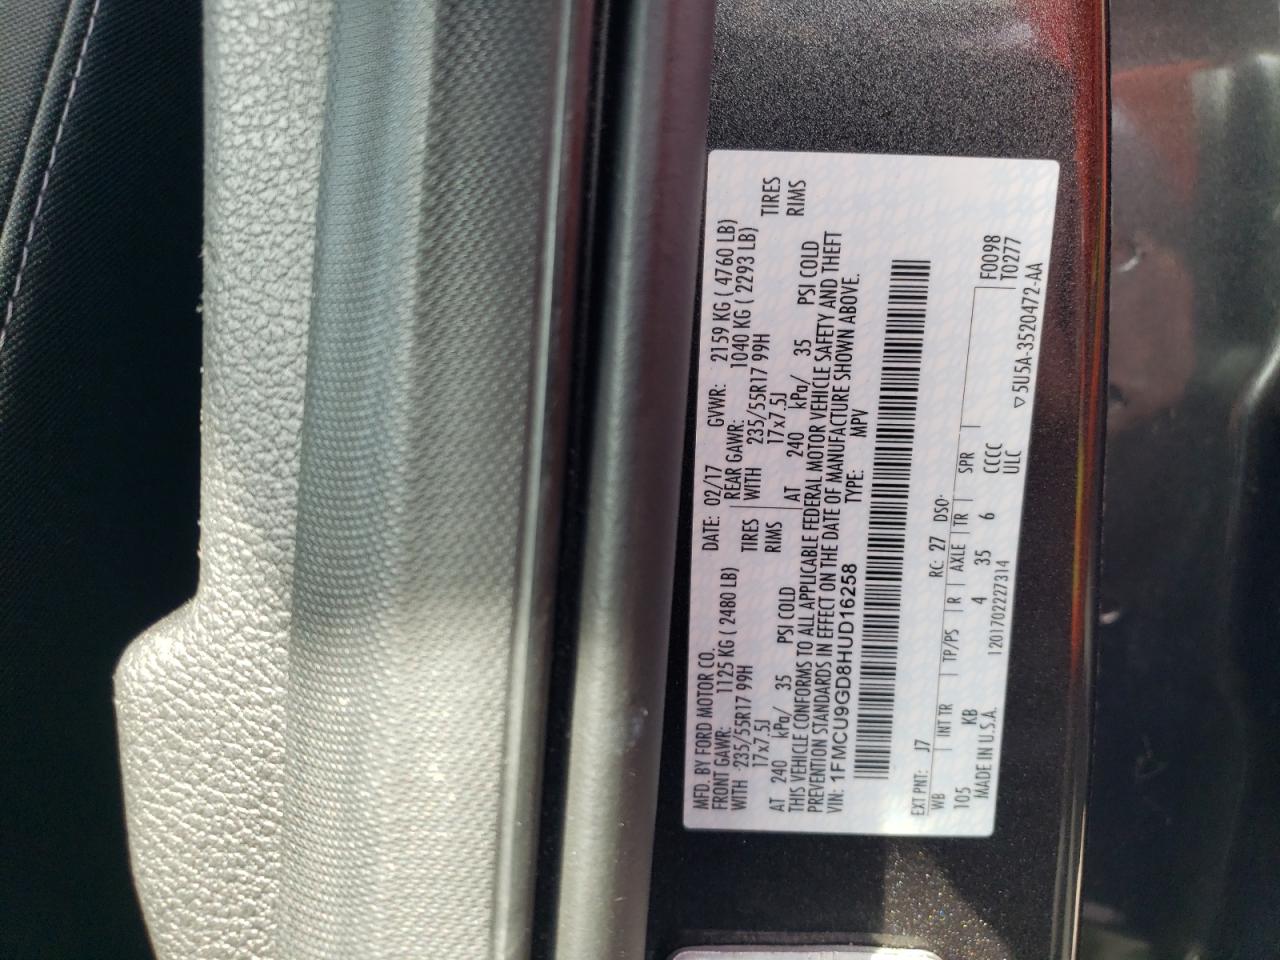 MFD. BY FORD MOTOR CO.
DATE: 02/17 GVWR: 2159 KG ( 4760 LB)
FRONT GAWR: 1125 KG ( 2480 LB) REAR GAWR: 1040 KG ( 2293 LB)
WITH 235/55R17 99H TIRES WITH 235/55R17 99H TIRES
17x7.5J RIMS 17x7.5J RIMS
AT 240 kPa/ 35 PSI COLD AT 240 kPa/ 35 PSI COLD
THIS VEHICLE CONFORMS TO ALL APPLICABLE FEDERAL MOTOR VEHICLE SAFETY AND THEFT
PREVENTION STANDARDS IN EFFECT ON THE DATE OF MANUFACTURE SHOWN ABOVE.
VIN: 1FMCU9GD8HUD16258 TYPE: MPV
EXT PNT: J7 RC: 27 DSO:
WB INT TR TP/PS R AXLE TR SPR F0098
105 KB 4 35 6 CCCC T0277
MADE IN U.S.A. 1201702227314 ULC ▽5U5A-3520472-AA